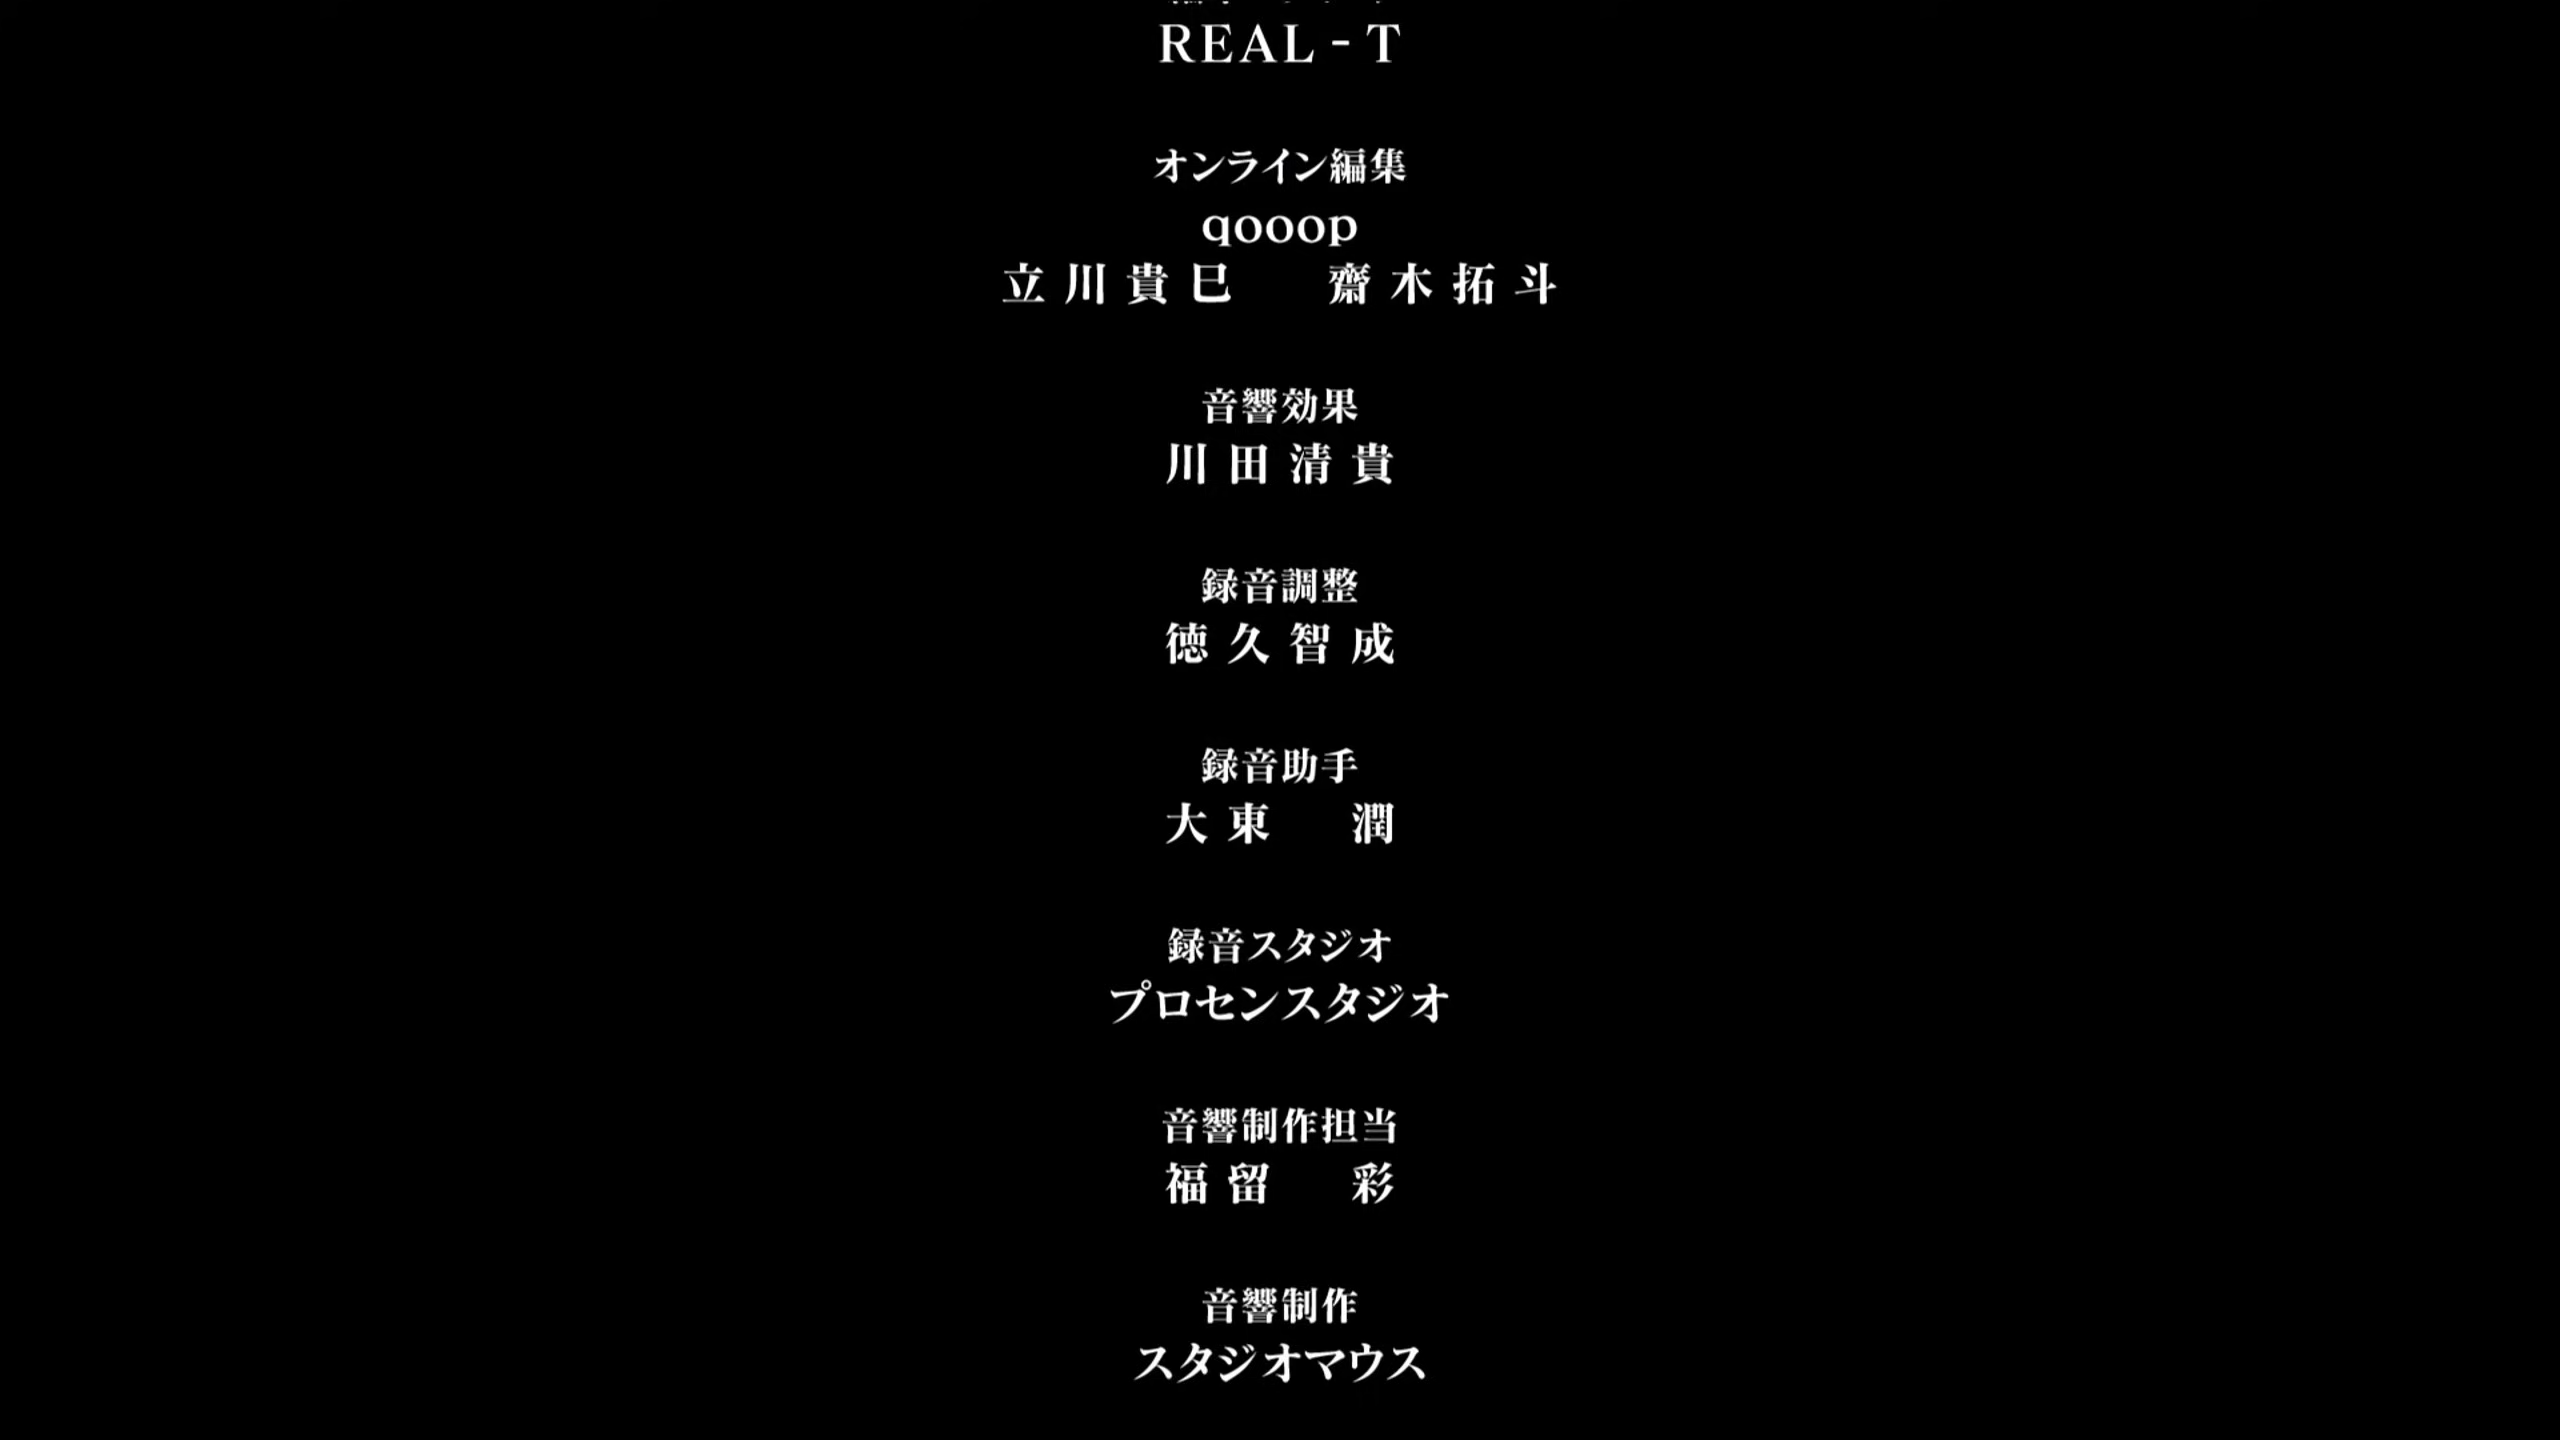 REAL-T
オンライン編集
qooop
立川貴巳　齋木拓斗
音響効果
川田清貴
録音調整
徳久智成
録音助手
大東　潤
録音スタジオ
プロセンスタジオ
音響制作担当
福留　彩
音響制作
スタジオマウス